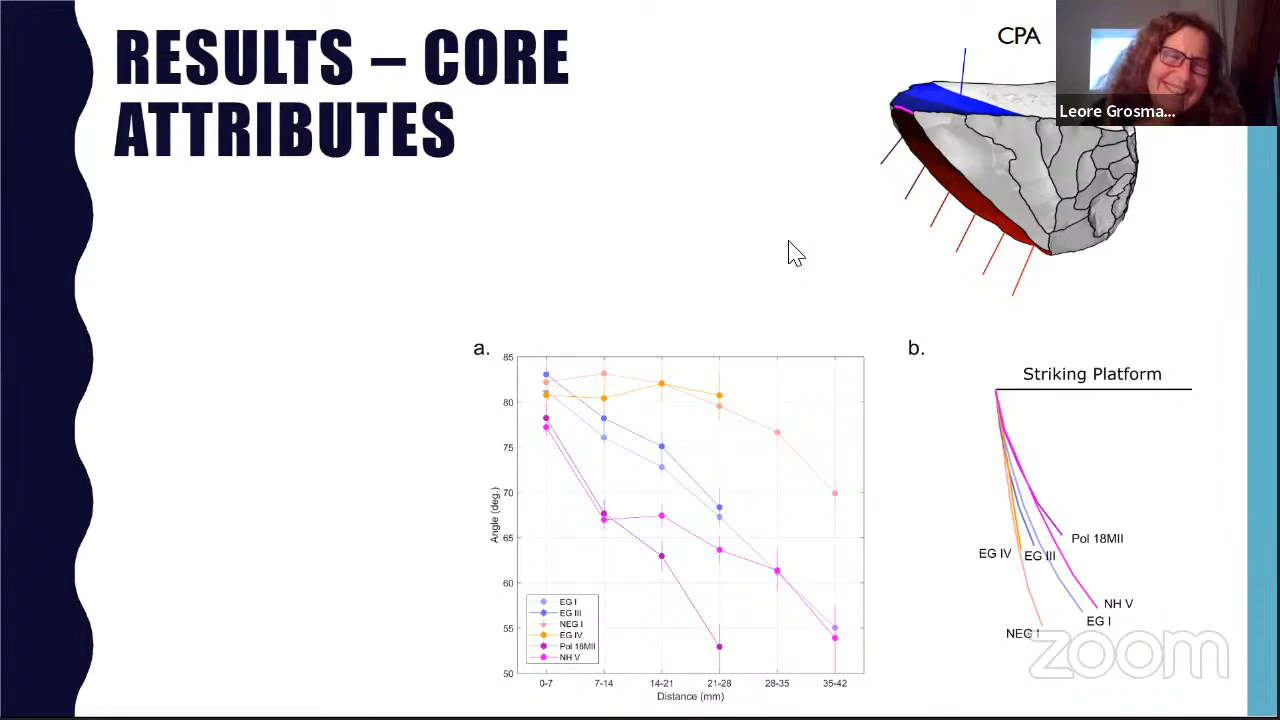 RESULTS – CORE
ATTRIBUTES
CPA
Leore Grosma...
a.
85
80
75
70
65
60
55
50
Angle (deg.)
EG I
EG III
NEG I
EG IV
Pol 18MII
NH V
0-7
7-14
14-21
21-28
28-35
35-42
Distance (mm)
b.
Striking Platform
Pol 18MII
EG IV
EG III
NH V
EG I
NEG I
zoom